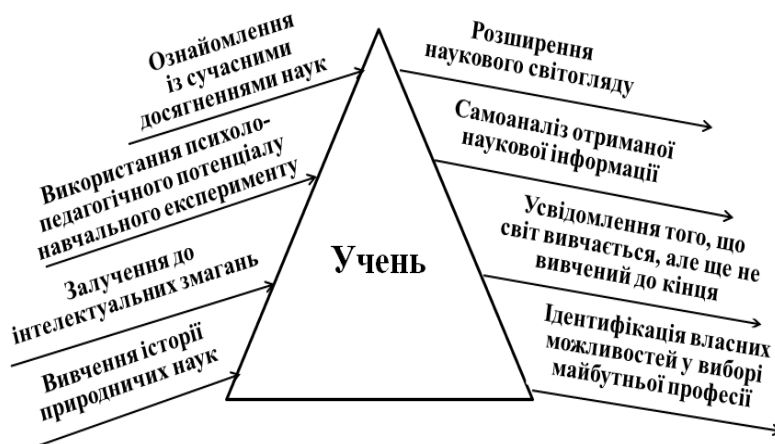 Ознайомлення
із сучасними
досягненнями наук
Використання психоло-
педагогічного потенціалу
навчального експерименту
Залучення до
інтелектуальних змагань
Вивчення історії
природничих наук
Учень
Розширення
наукового світогляду
Самоаналіз отриманої
наукової інформації
Усвідомлення того, що
світ вивчається, але ще не
вивчений до кінця
Ідентифікація власних
можливостей у виборі
майбутньої професії